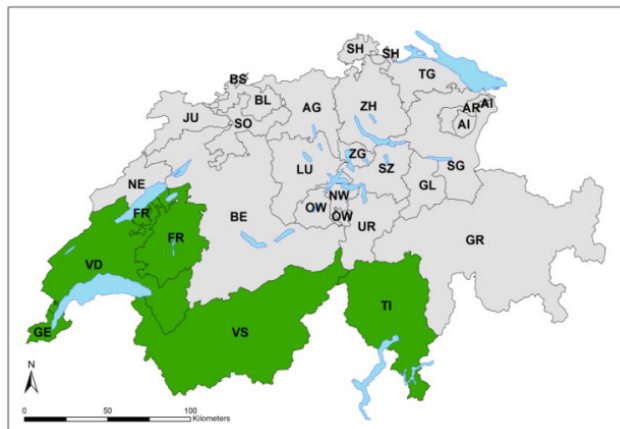 SH
SH
BS
TG
BL
AG
ZH
AR
AI
JU
SO
AI
ZG
LU
SZ
SG
NE
NW
GL
FR
OW
OW
BE
FR
UR
GR
VD
TI
GE
VS
N
0 25 50 100
Kilometers